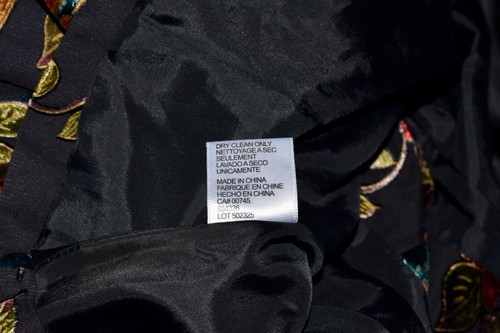 DRY CLEAN ONLY
NETTOYAGE A SEC
SEULEMENT
LAVADO A SECO
UNICAMENTE
MADE IN CHINA
FABRIQUE EN CHINE
HECHO EN CHINA
CA# 00745
LOT 502325